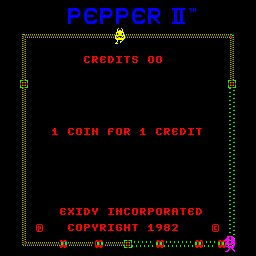 PEPPER II™
CREDITS 00
1 COIN FOR 1 CREDIT
EXIDY INCORPORATED
© COPYRIGHT 1982 ©